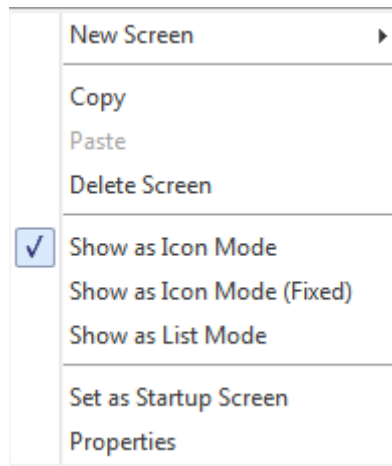 New Screen
Copy
Paste
Delete Screen
Show as Icon Mode
Show as Icon Mode (Fixed)
Show as List Mode
Set as Startup Screen
Properties